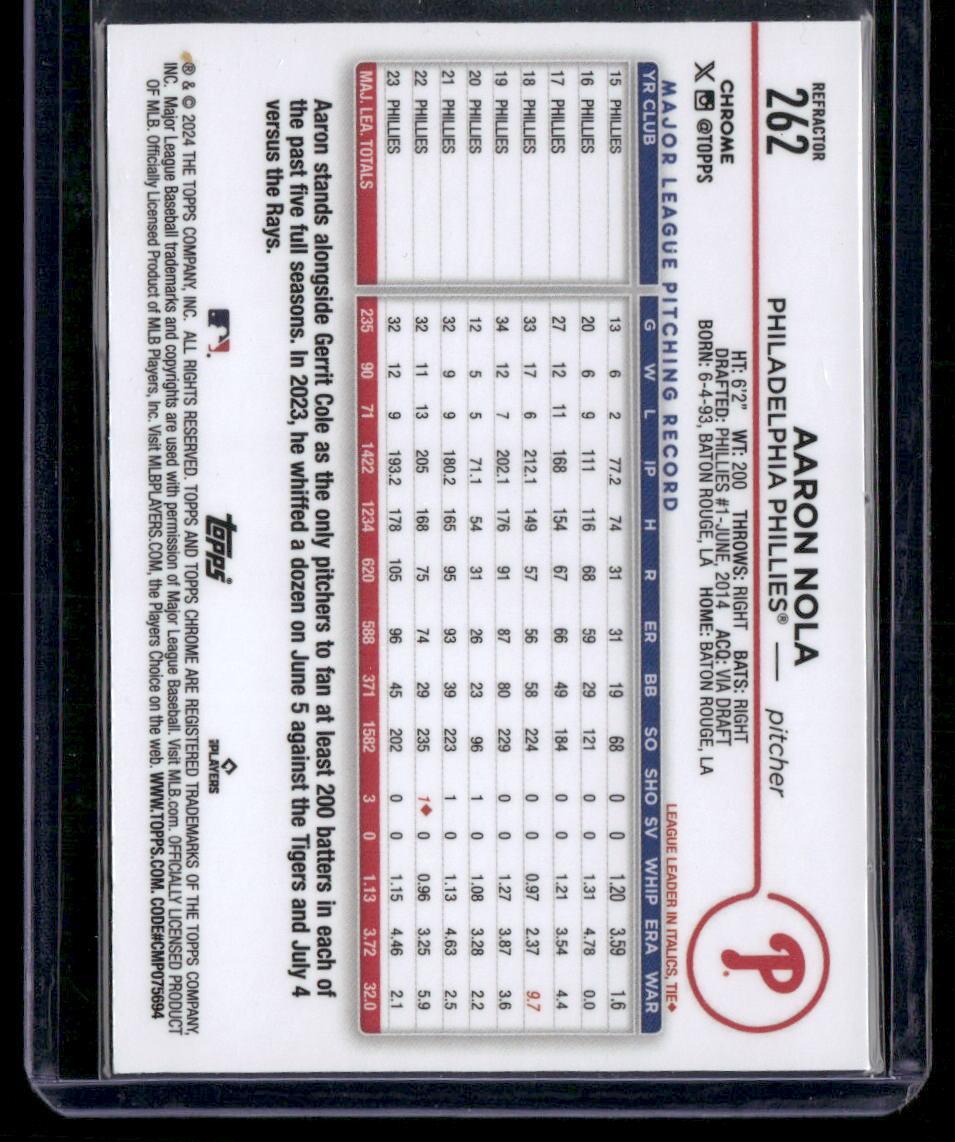 REFRACTOR
262
AARON NOLA
PHILADELPHIA PHILLIES® — pitcher
P
CHROME
X @TOPPS
HT: 6'2" WT: 200 THROWS: RIGHT BATS: RIGHT
DRAFTED: PHILLIES #1-JUNE, 2014 ACQ: VIA DRAFT
BORN: 6-4-93, BATON ROUGE, LA HOME: BATON ROUGE, LA
MAJOR LEAGUE PITCHING RECORD
LEAGUE LEADER IN ITALICS, TIE♦
YR CLUB G W L IP H R ER BB SO SHO SV WHIP ERA WAR
15 PHILLIES 13 6 2 77.2 74 31 31 19 68 0 0 1.20 3.59 1.6
16 PHILLIES 20 6 9 111 116 68 59 29 121 0 0 1.31 4.78 0.0
17 PHILLIES 27 12 11 168 154 67 66 49 184 0 0 1.21 3.54 4.4
18 PHILLIES 33 17 6 212.1 149 57 56 58 224 0 0 0.97 2.37 9.7
19 PHILLIES 34 12 7 202.1 176 91 87 80 229 0 0 1.27 3.87 3.6
20 PHILLIES 12 5 5 71.1 54 31 26 23 96 1 0 1.08 3.28 2.2
21 PHILLIES 32 9 9 180.2 165 95 93 39 223 1 0 1.13 4.63 2.5
22 PHILLIES 32 11 13 205 168 75 74 29 235 1♦ 0 0.96 3.25 5.9
23 PHILLIES 32 12 9 193.2 178 105 96 45 202 0 0 1.15 4.46 2.1
MAJ. LEA. TOTALS 235 90 71 1422 1234 620 588 371 1582 3 0 1.13 3.72 32.0
Aaron stands alongside Gerrit Cole as the only pitchers to fan at least 200 batters in each of
the past five full seasons. In 2023, he whiffed a dozen on June 5 against the Tigers and July 4
versus the Rays.
topps
PLAYERS
® & © 2024 THE TOPPS COMPANY, INC. ALL RIGHTS RESERVED. TOPPS AND TOPPS CHROME ARE REGISTERED TRADEMARKS OF THE TOPPS COMPANY,
INC. Major League Baseball trademarks and copyrights are used with permission of Major League Baseball. Visit MLB.com. OFFICIALLY LICENSED PRODUCT
OF MLB. Officially Licensed Product of MLB Players, Inc. Visit MLBPLAYERS.COM, the Players Choice on the web. WWW.TOPPS.COM. CODE#CMP075694